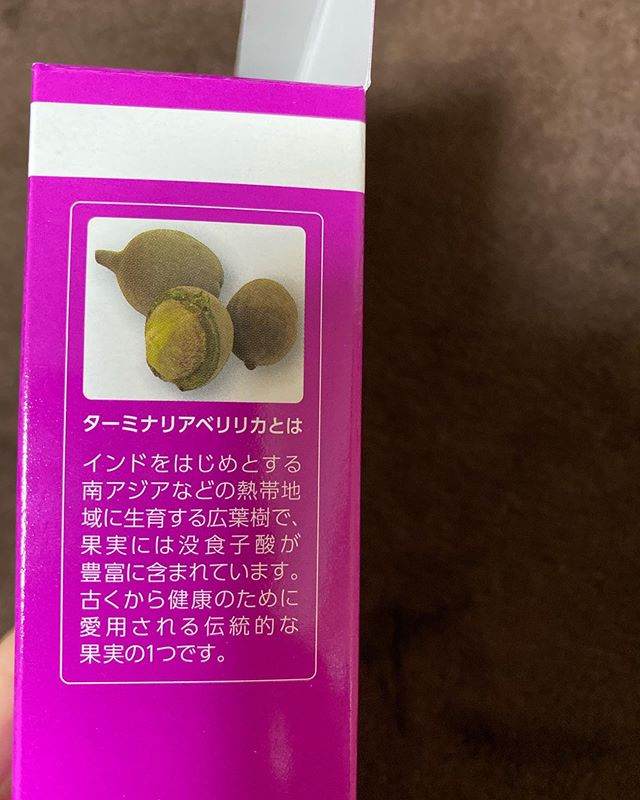 ターミナリアベリリカとは
インドをはじめとする
南アジアなどの熱帯地
域に生育する広葉樹で、
果実には没食子酸が
豊富に含まれています。
古くから健康のために
愛用される伝統的な
果実の1つです。